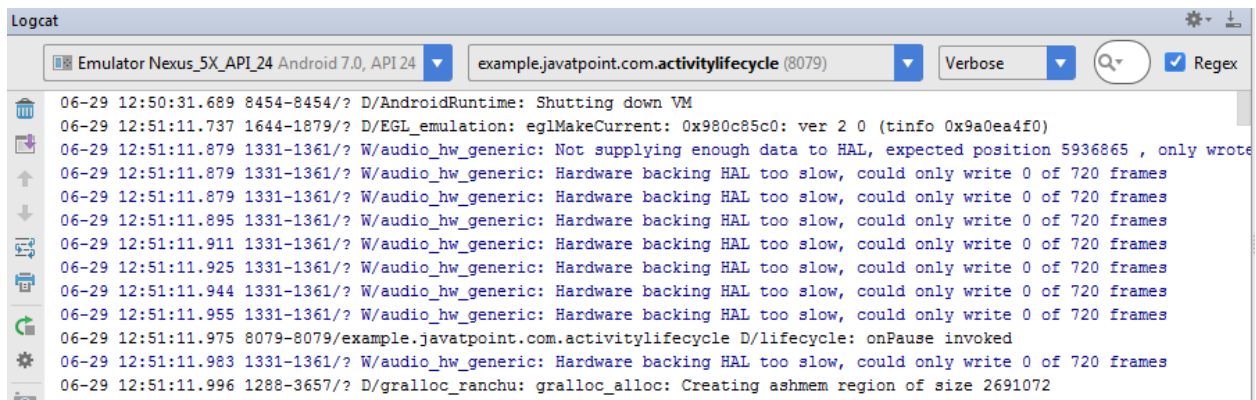 Logcat
Emulator Nexus_5X_API_24 Android 7.0, API 24 example.javatpoint.com.activitylifecycle (8079) Verbose Regex
06-29 12:50:31.689 8454-8454/? D/AndroidRuntime: Shutting down VM
06-29 12:51:11.737 1644-1879/? D/EGL_emulation: eglMakeCurrent: 0x980c85c0: ver 2 0 (tinfo 0x9a0ea4f0)
06-29 12:51:11.879 1331-1361/? W/audio_hw_generic: Not supplying enough data to HAL, expected position 5936865 , only wrote
06-29 12:51:11.879 1331-1361/? W/audio_hw_generic: Hardware backing HAL too slow, could only write 0 of 720 frames
06-29 12:51:11.879 1331-1361/? W/audio_hw_generic: Hardware backing HAL too slow, could only write 0 of 720 frames
06-29 12:51:11.895 1331-1361/? W/audio_hw_generic: Hardware backing HAL too slow, could only write 0 of 720 frames
06-29 12:51:11.911 1331-1361/? W/audio_hw_generic: Hardware backing HAL too slow, could only write 0 of 720 frames
06-29 12:51:11.925 1331-1361/? W/audio_hw_generic: Hardware backing HAL too slow, could only write 0 of 720 frames
06-29 12:51:11.944 1331-1361/? W/audio_hw_generic: Hardware backing HAL too slow, could only write 0 of 720 frames
06-29 12:51:11.955 1331-1361/? W/audio_hw_generic: Hardware backing HAL too slow, could only write 0 of 720 frames
06-29 12:51:11.975 8079-8079/example.javatpoint.com.activitylifecycle D/lifecycle: onPause invoked
06-29 12:51:11.983 1331-1361/? W/audio_hw_generic: Hardware backing HAL too slow, could only write 0 of 720 frames
06-29 12:51:11.996 1288-3657/? D/gralloc_ranchu: gralloc_alloc: Creating ashmem region of size 2691072